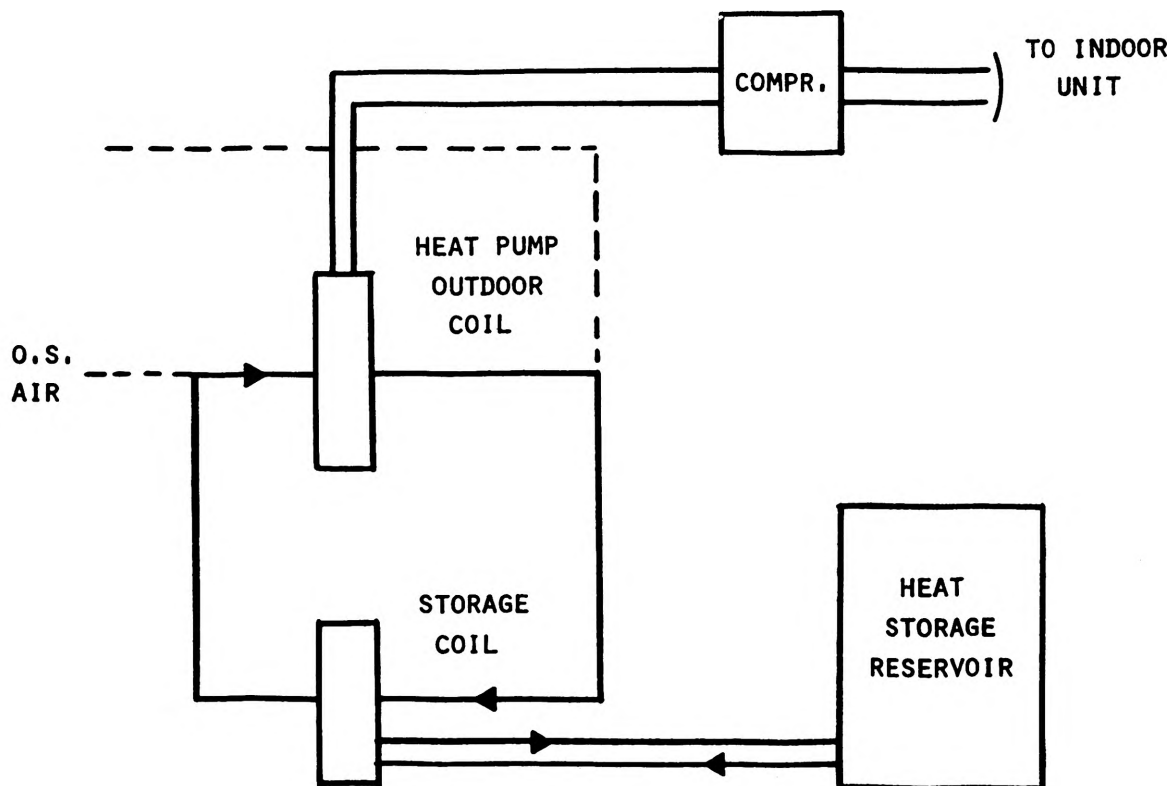 COMPR.
TO INDOOR
UNIT
HEAT PUMP
OUTDOOR
COIL
O.S.
AIR
STORAGE
COIL
HEAT
STORAGE
RESERVOIR